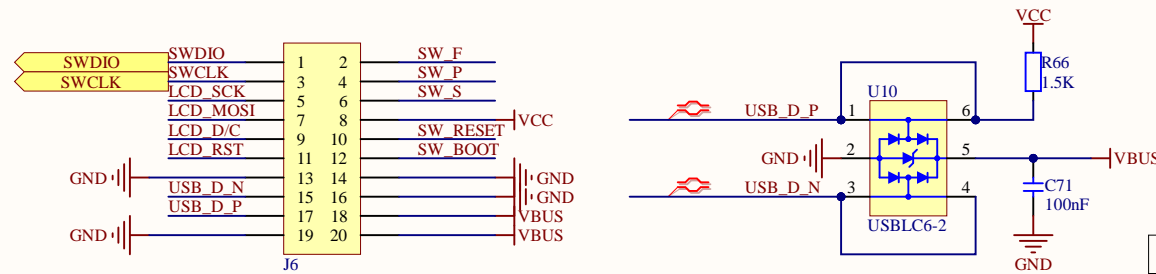 VCC
SWDIO SWDIO 1 2 SW_F
SWCLK SWCLK 3 4 SW_P
R66
1.5K
LCD_SCK 5 6 SW_S
U10
LCD_MOSI 7 8 VCC
USB_D_P 1 6
LCD_D/C 9 10 SW_RESET
LCD_RST 11 12 SW_BOOT
GND 2 5 VBUS
GND 13 14 GND
USB_D_N 15 16 GND
USB_D_N 3 4
C71
100nF
USB_D_P 17 18 VBUS
USBLC6-2
GND 19 20 VBUS
J6
GND